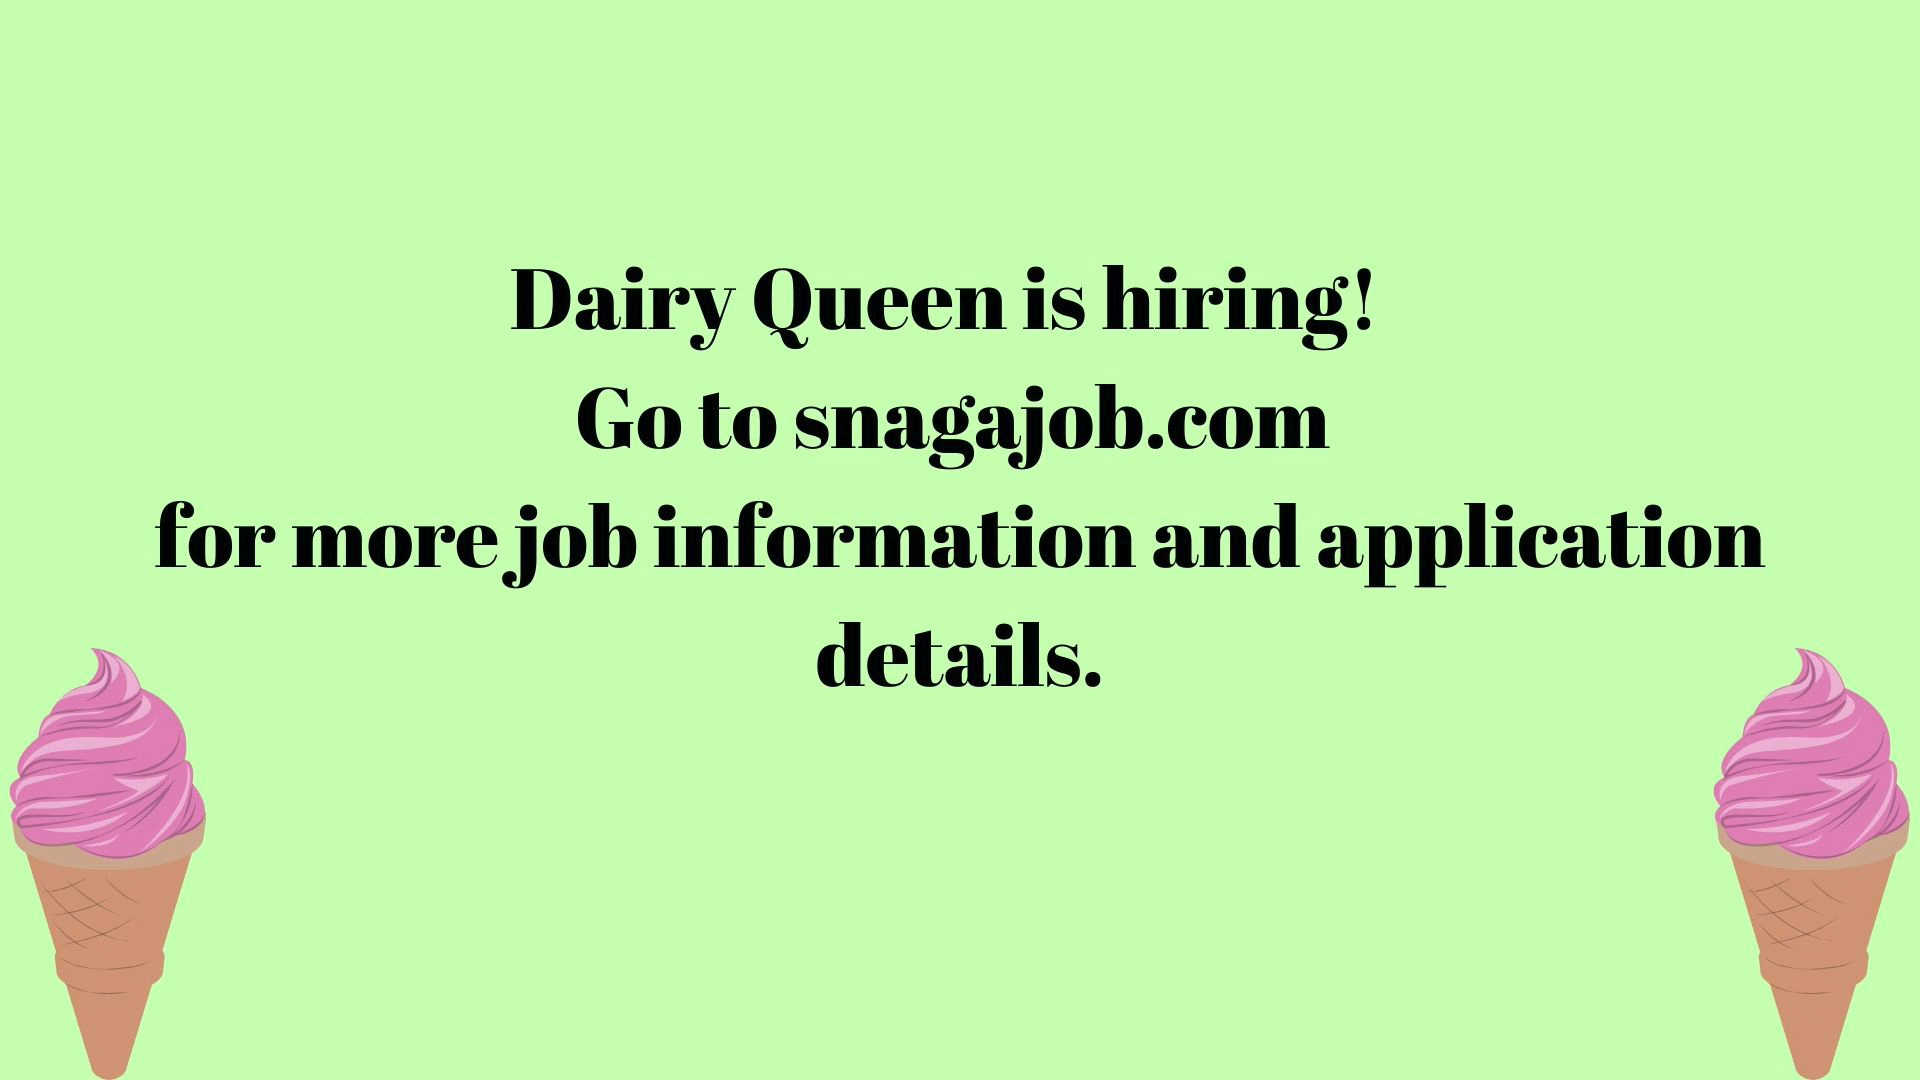 Dairy Queen is hiring!
Go to snagajob.com
for more job information and application
details.